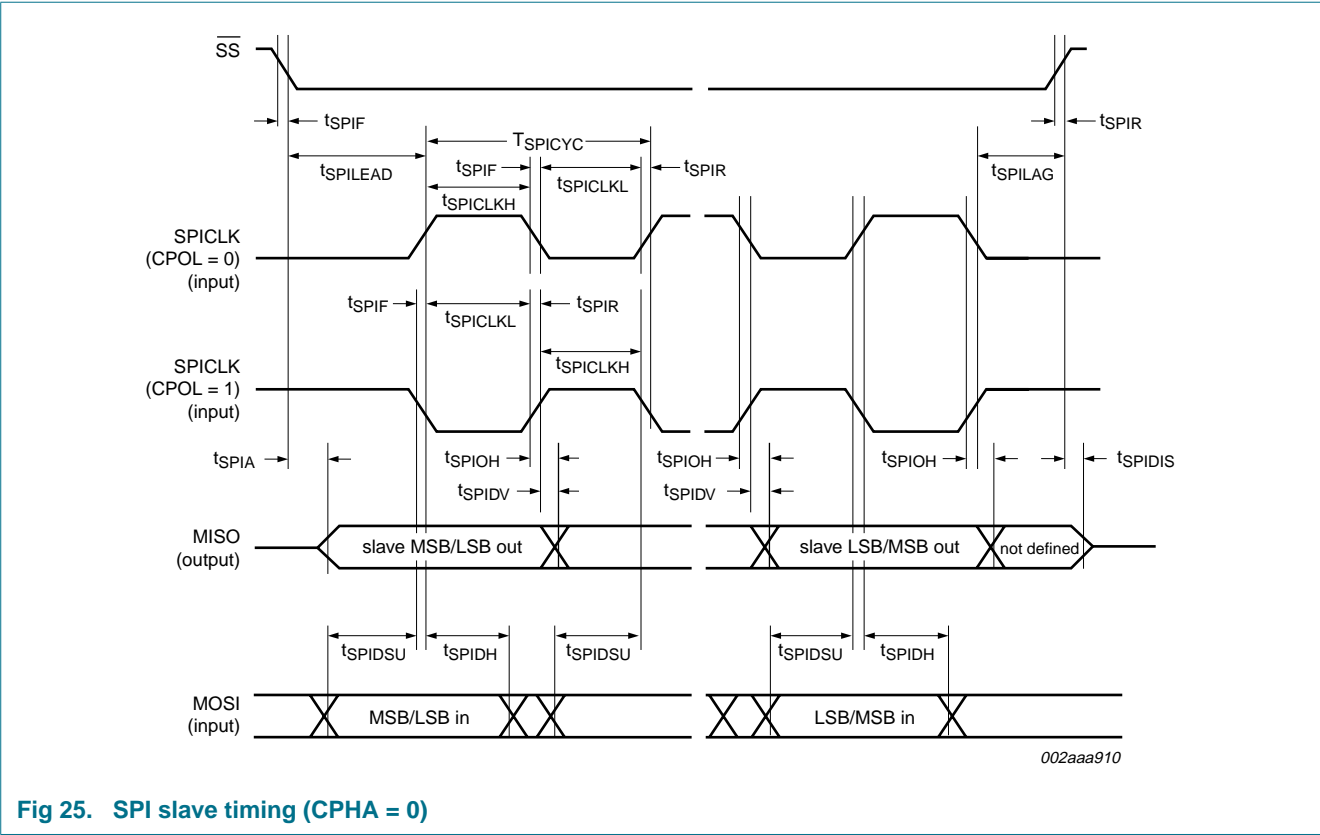 SS
tSPIF
tSPIR
TSPICYC
tSPILEAD
tSPIF
tSPICLKL
tSPIR
tSPILAG
tSPICLKH
SPICLK
(CPOL = 0)
(input)
tSPIF
tSPICLKL
tSPIR
SPICLK
(CPOL = 1)
(input)
tSPICLKH
tSPIA
tSPIOH
tSPIOH
tSPIOH
tSPIDIS
tSPIDV
tSPIDV
MISO
(output)
slave MSB/LSB out
slave LSB/MSB out
not defined
tSPIDSU
tSPIDH
tSPIDSU
tSPIDSU
tSPIDH
MOSI
(input)
MSB/LSB in
LSB/MSB in
002aaa910
Fig 25. SPI slave timing (CPHA = 0)